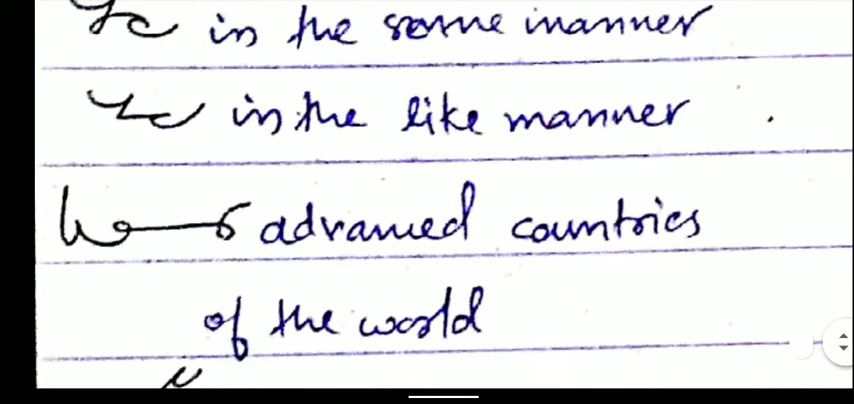 in the same manner
in the like manner .
advanced countries
of the world